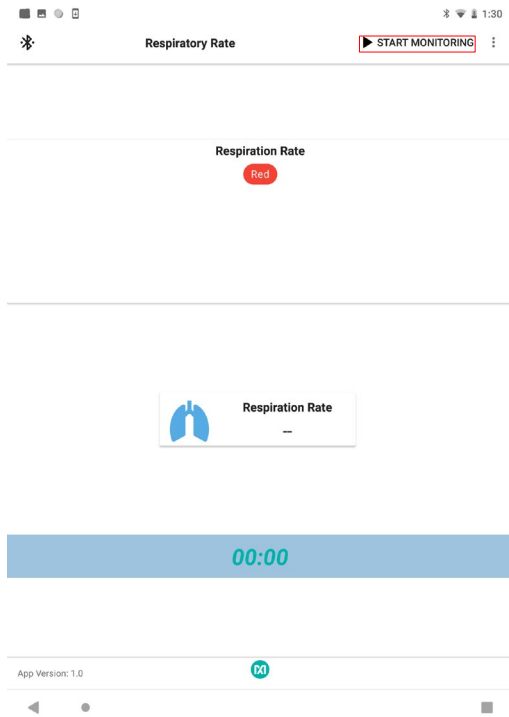 1:30
Respiratory Rate
START MONITORING
Respiration Rate
Red
Respiration Rate
--
00:00
App Version: 1.0